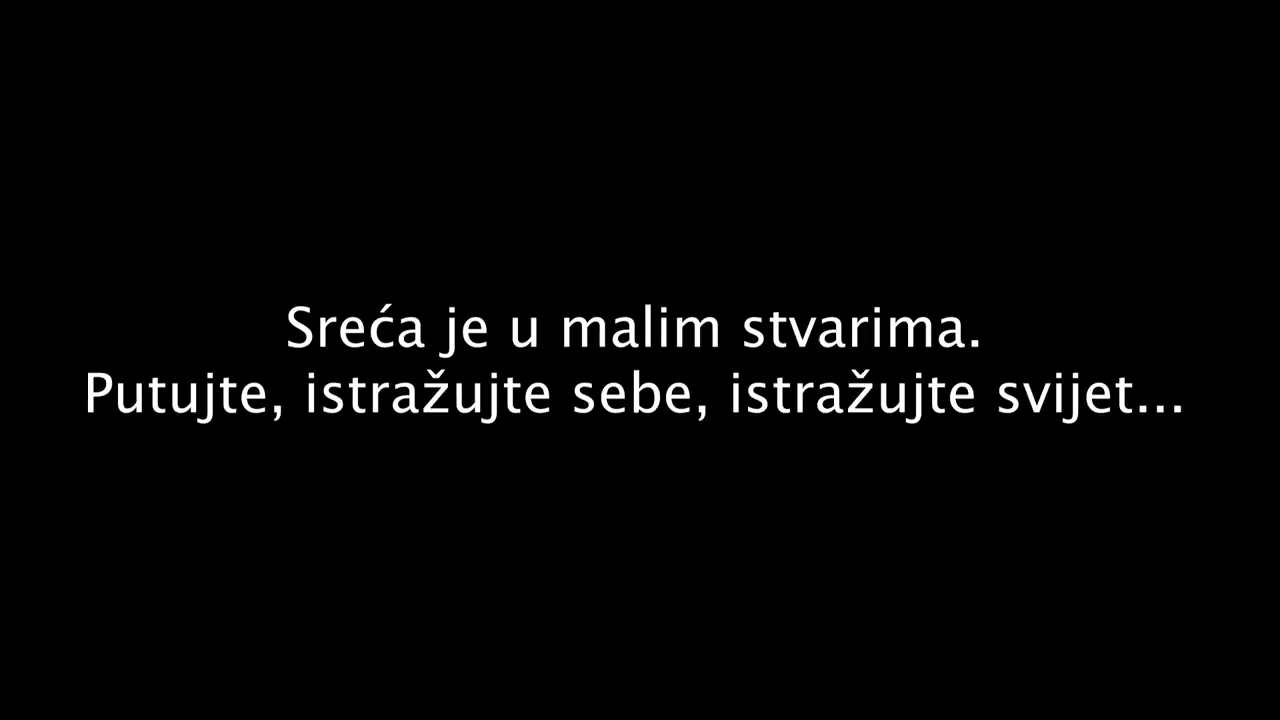 Sreća je u malim stvarima.
Putujte, istražujte sebe, istražujte svijet...